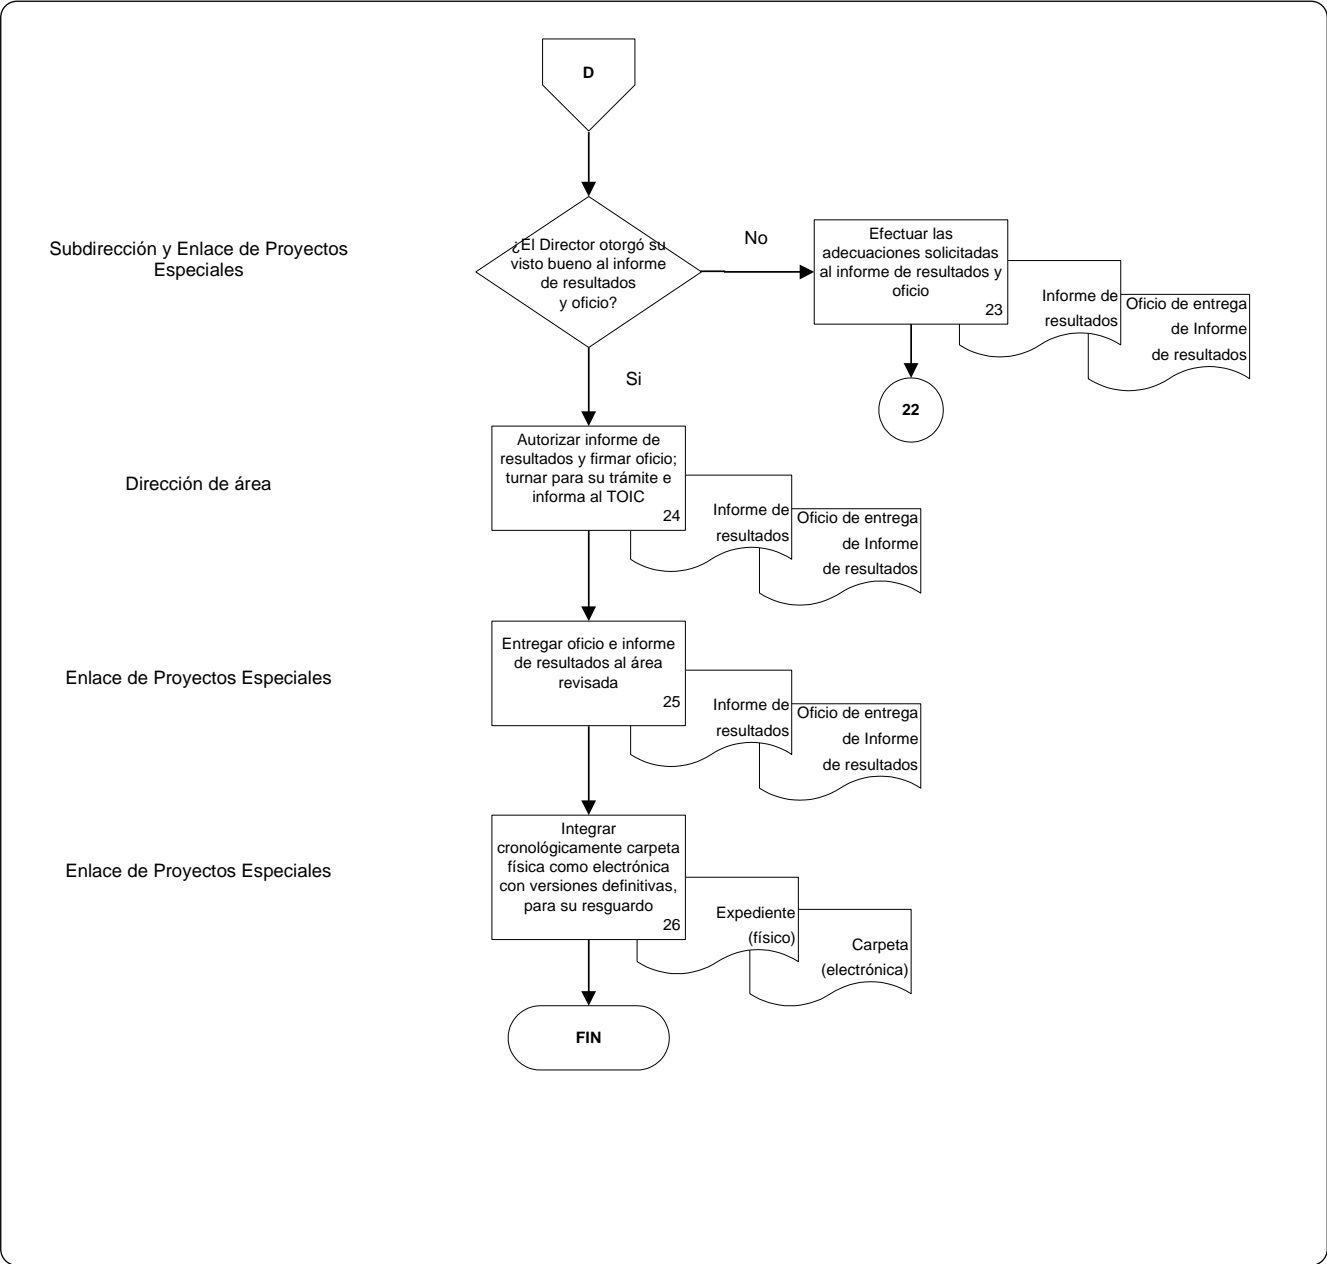 D
Subdirección y Enlace de Proyectos
Especiales
¿El Director otorgó su
visto bueno al informe
de resultados
y oficio?
No
Efectuar las
adecuaciones solicitadas
al informe de resultados y
oficio
23
Informe de
resultados
Oficio de entrega
de Informe
de resultados
22
Si
Dirección de área
Autorizar informe de
resultados y firmar oficio;
turnar para su trámite e
informa al TOIC
24
Informe de
resultados
Oficio de entrega
de Informe
de resultados
Enlace de Proyectos Especiales
Entregar oficio e informe
de resultados al área
revisada
25
Informe de
resultados
Oficio de entrega
de Informe
de resultados
Enlace de Proyectos Especiales
Integrar
cronológicamente carpeta
física como electrónica
con versiones definitivas,
para su resguardo
26
Expediente
(físico)
Carpeta
(electrónica)
FIN